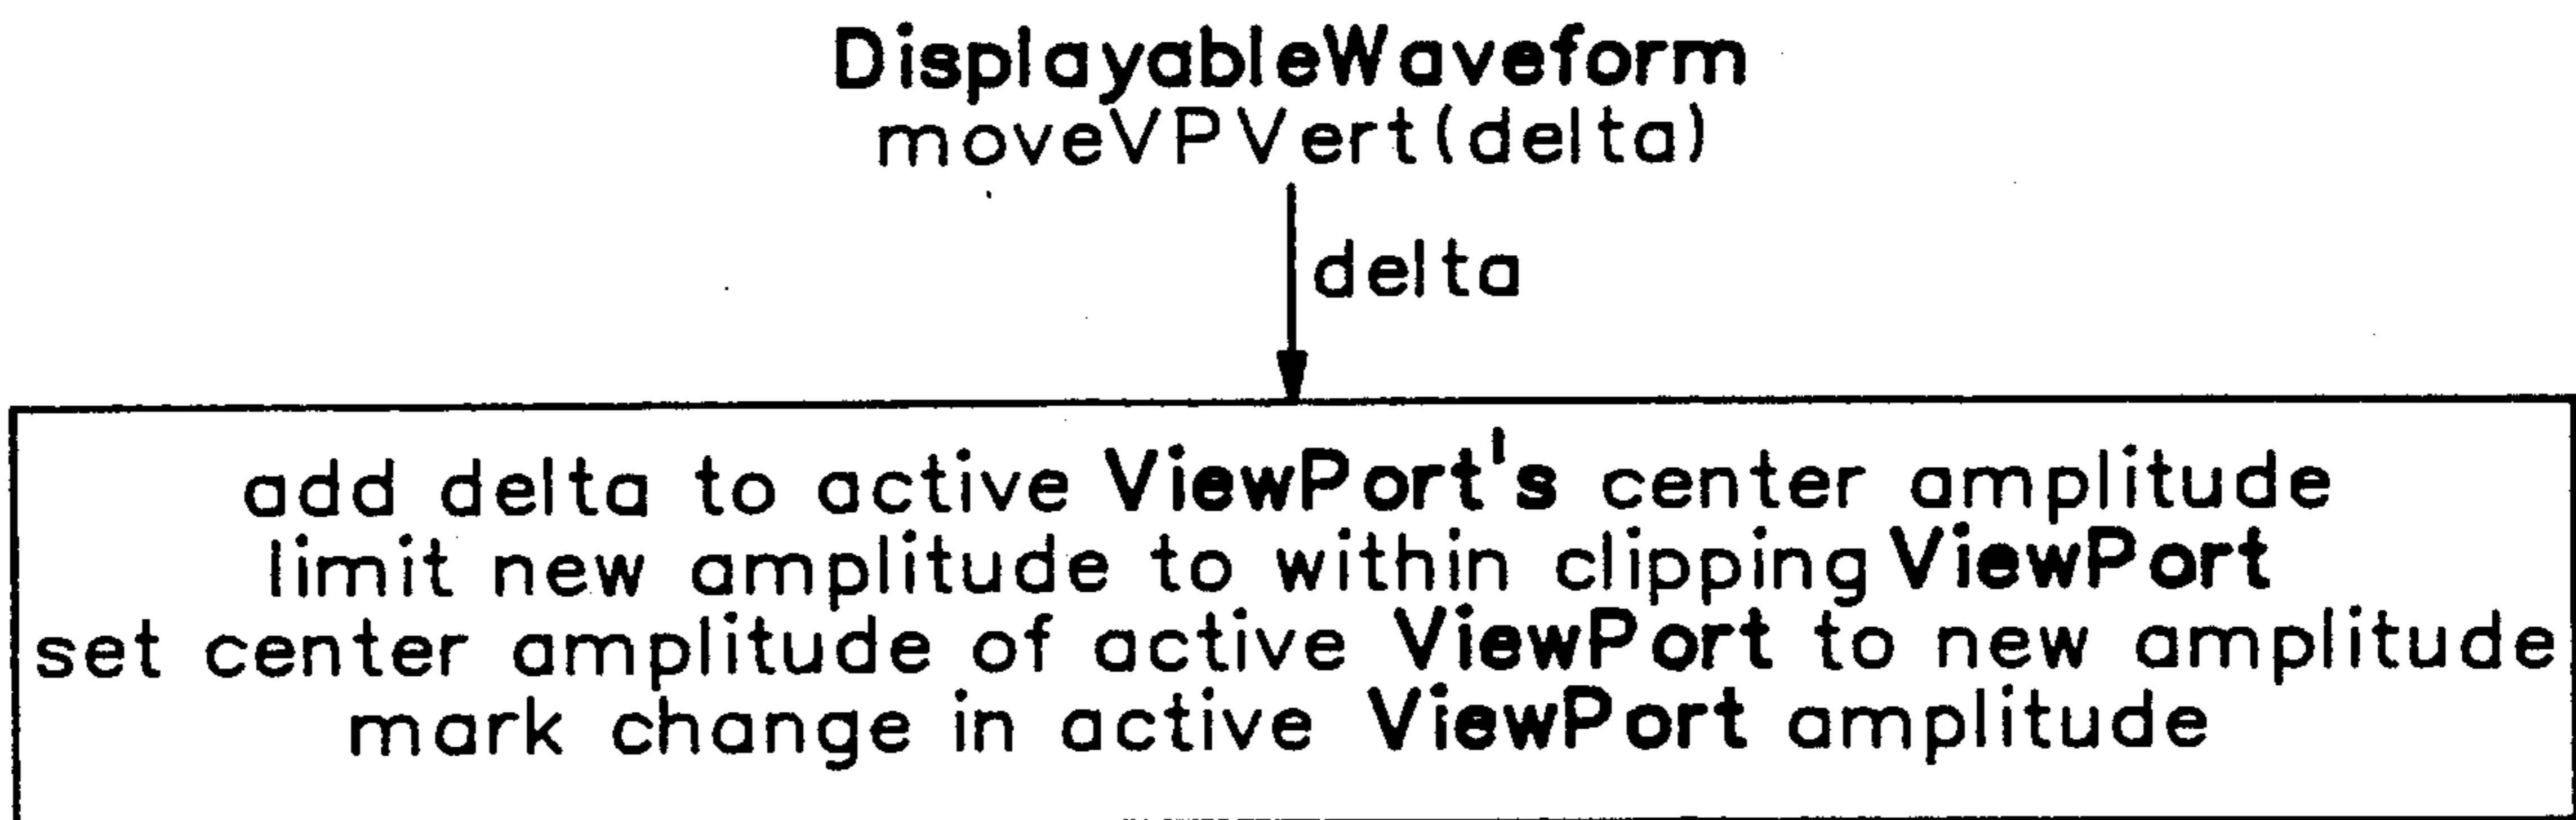 DisplayableWaveform
moveVPVert(delta)
delta
add delta to active ViewPort's center amplitude
limit new amplitude to within clipping ViewPort
set center amplitude of active ViewPort to new amplitude
mark change in active ViewPort amplitude